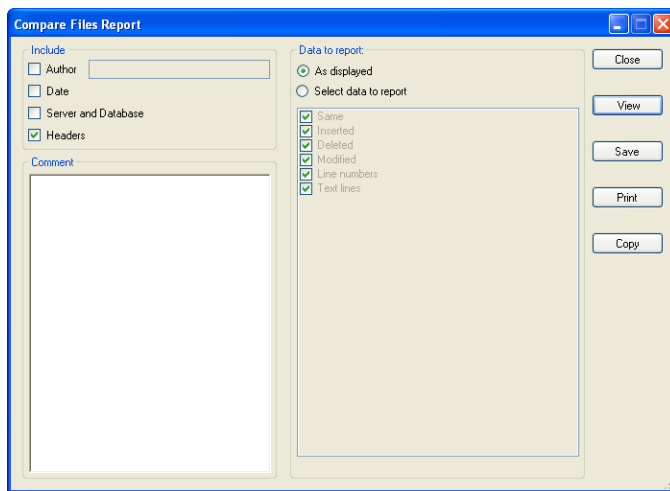 Compare Files Report
Include
Author
Date
Server and Database
Headers
Comment
Data to report:
As displayed
Select data to report
Same
Inserted
Deleted
Modified
Line numbers
Text lines
Close
View
Save
Print
Copy